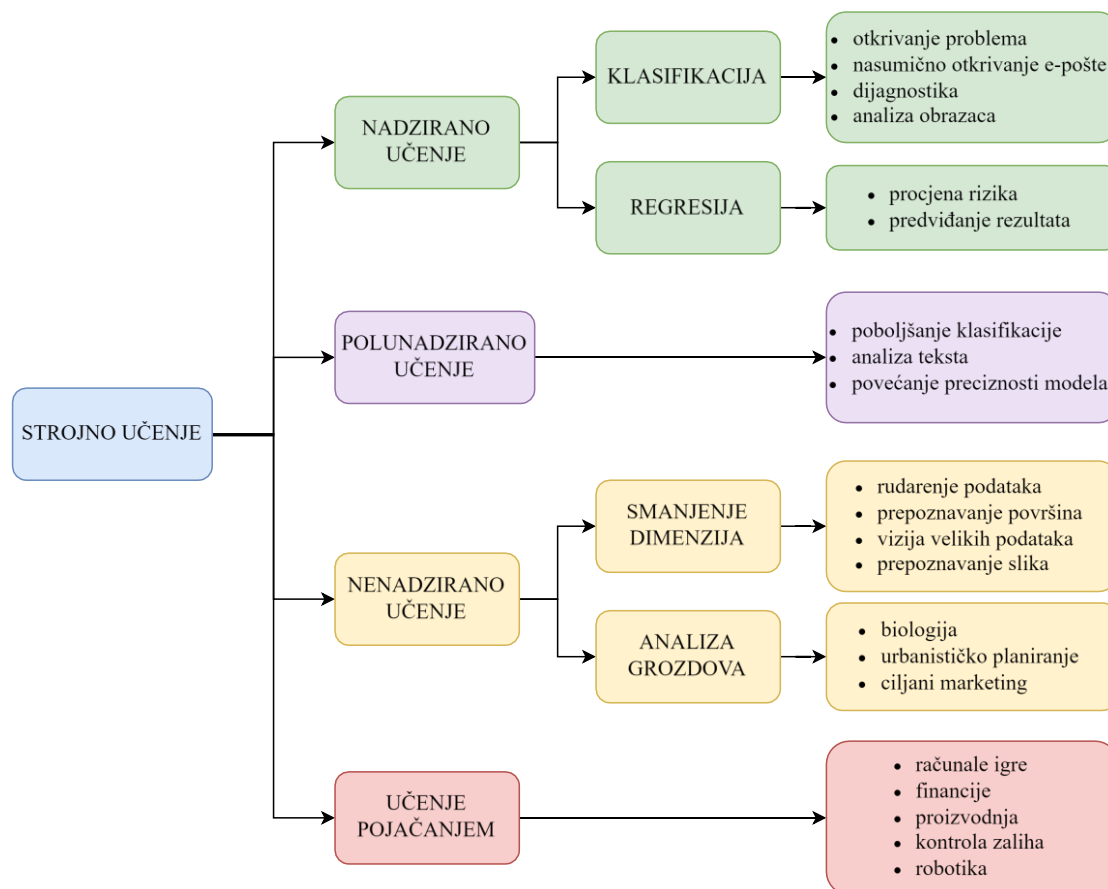 STROJNO UČENJE
NADZIRANO
UČENJE
KLASIFIKACIJA
otkrivanje problema
nasumično otkrivanje e-pošte
dijagnostika
analiza obrazaca
REGRESIJA
procjena rizika
predviđanje rezultata
POLUNADZIRANO
UČENJE
poboljšanje klasifikacije
analiza teksta
povećanje preciznosti modela
NENADZIRANO
UČENJE
SMANJENJE
DIMENZIJA
rudarenje podataka
prepoznavanje površina
vizija velikih podataka
prepoznavanje slika
ANALIZA
GROZDOVA
biologija
urbanističko planiranje
ciljani marketing
UČENJE
POJAČANJEM
računale igre
financije
proizvodnja
kontrola zaliha
robotika